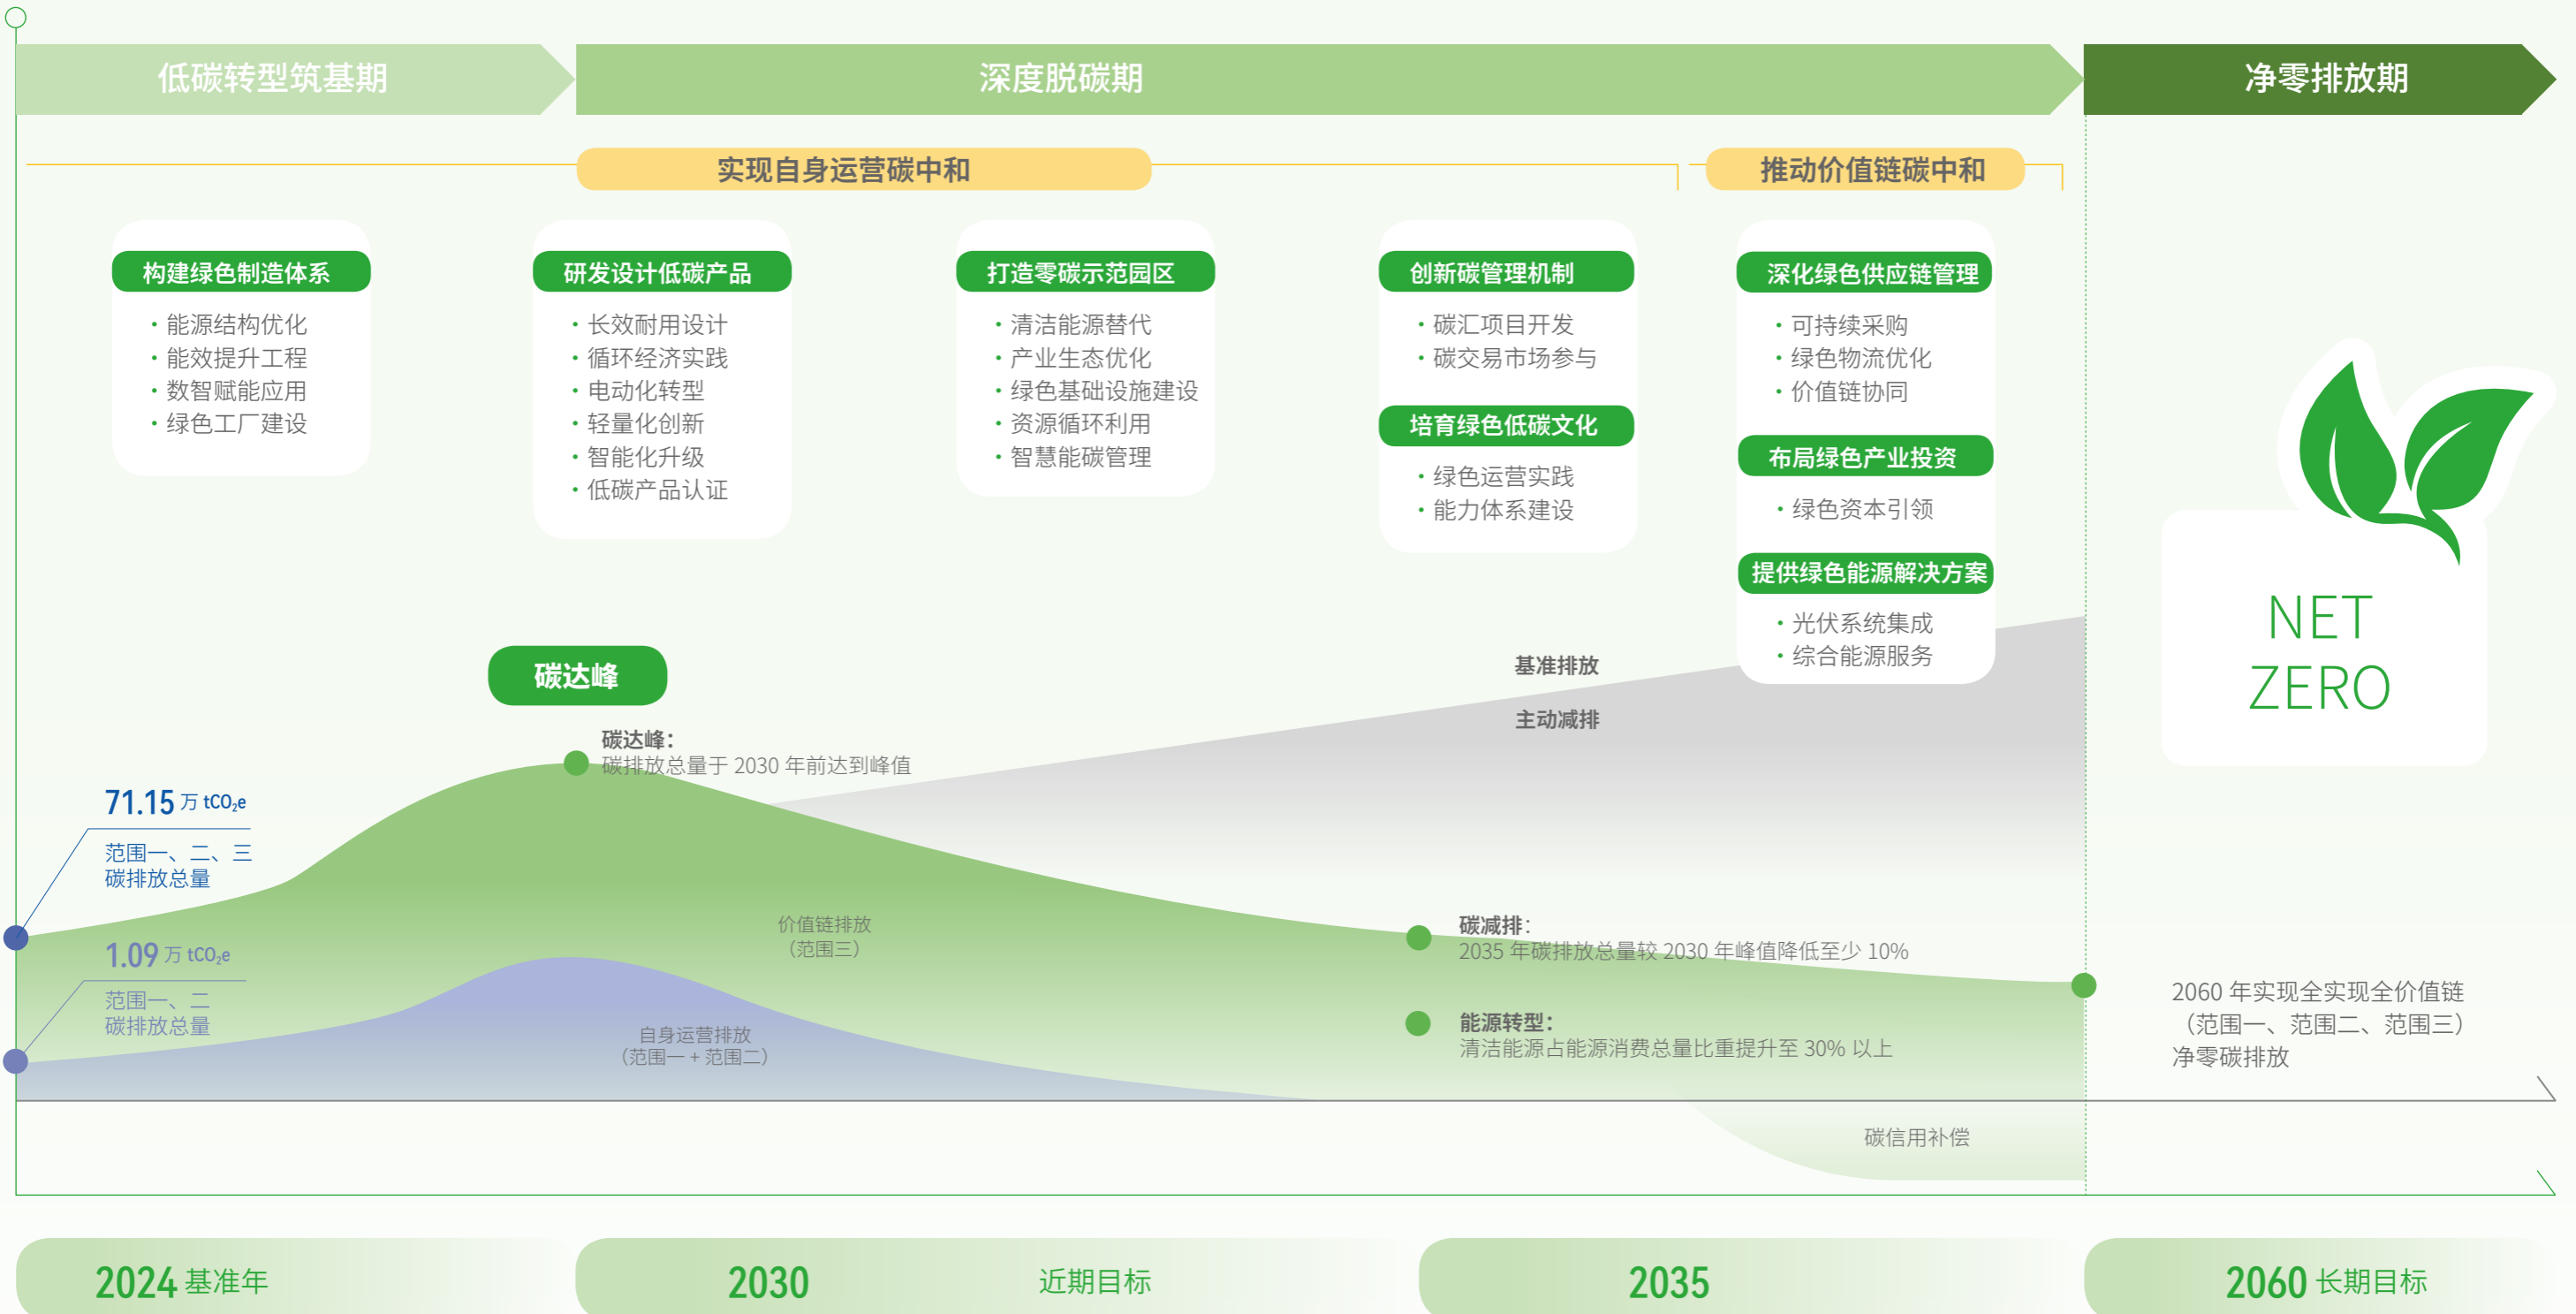 低碳转型筑基期
深度脱碳期
净零排放期
实现自身运营碳中和
推动价值链碳中和
构建绿色制造体系
·能源结构优化
·能效提升工程
·数智赋能应用
·绿色工厂建设
研发设计低碳产品
·长效耐用设计
·循环经济实践
·电动化转型
·轻量化创新
·智能化升级
·低碳产品认证
打造零碳示范园区
·清洁能源替代
·产业生态优化
·绿色基础设施建设
·资源循环利用
·智慧能碳管理
创新碳管理机制
·碳汇项目开发
·碳交易市场参与
培育绿色低碳文化
·绿色运营实践
·能力体系建设
深化绿色供应链管理
·可持续采购
·绿色物流优化
·价值链协同
布局绿色产业投资
·绿色资本引领
提供绿色能源解决方案
·光伏系统集成
·综合能源服务
NET
ZERO
碳达峰
碳达峰：
碳排放总量于 2030 年前达到峰值
基准排放
主动减排
71.15 万 tCO₂e
范围一、二、三
碳排放总量
1.09 万 tCO₂e
范围一、二
碳排放总量
价值链排放
（范围三）
自身运营排放
（范围一 + 范围二）
碳减排：
2035 年碳排放总量较 2030 年峰值降低至少 10%
能源转型：
清洁能源占能源消费总量比重提升至 30% 以上
2060 年实现全实现全价值链
（范围一、范围二、范围三）
净零碳排放
碳信用补偿
2024 基准年
2030
近期目标
2035
2060 长期目标